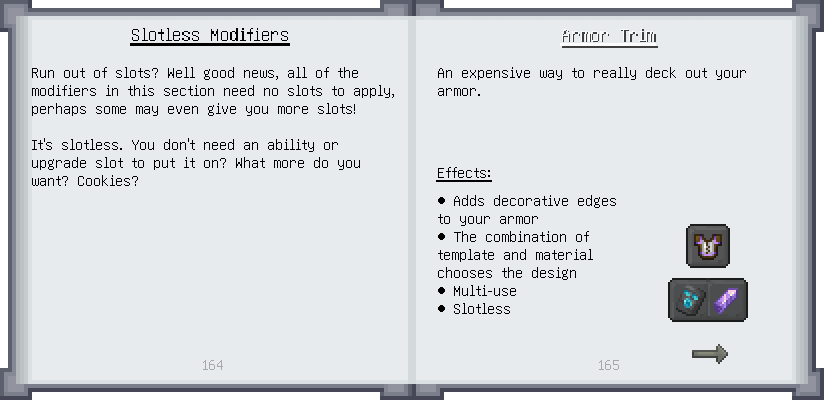 Slotless Modifiers
Run out of slots? Well good news, all of the
modifiers in this section need no slots to apply,
perhaps some may even give you more slots!
It's slotless. You don't need an ability or
upgrade slot to put it on? What more do you
want? Cookies?
164
Armor Trim
An expensive way to really deck out your
armor.
Effects:
● Adds decorative edges
to your armor
● The combination of
template and material
chooses the design
● Multi-use
● Slotless
165